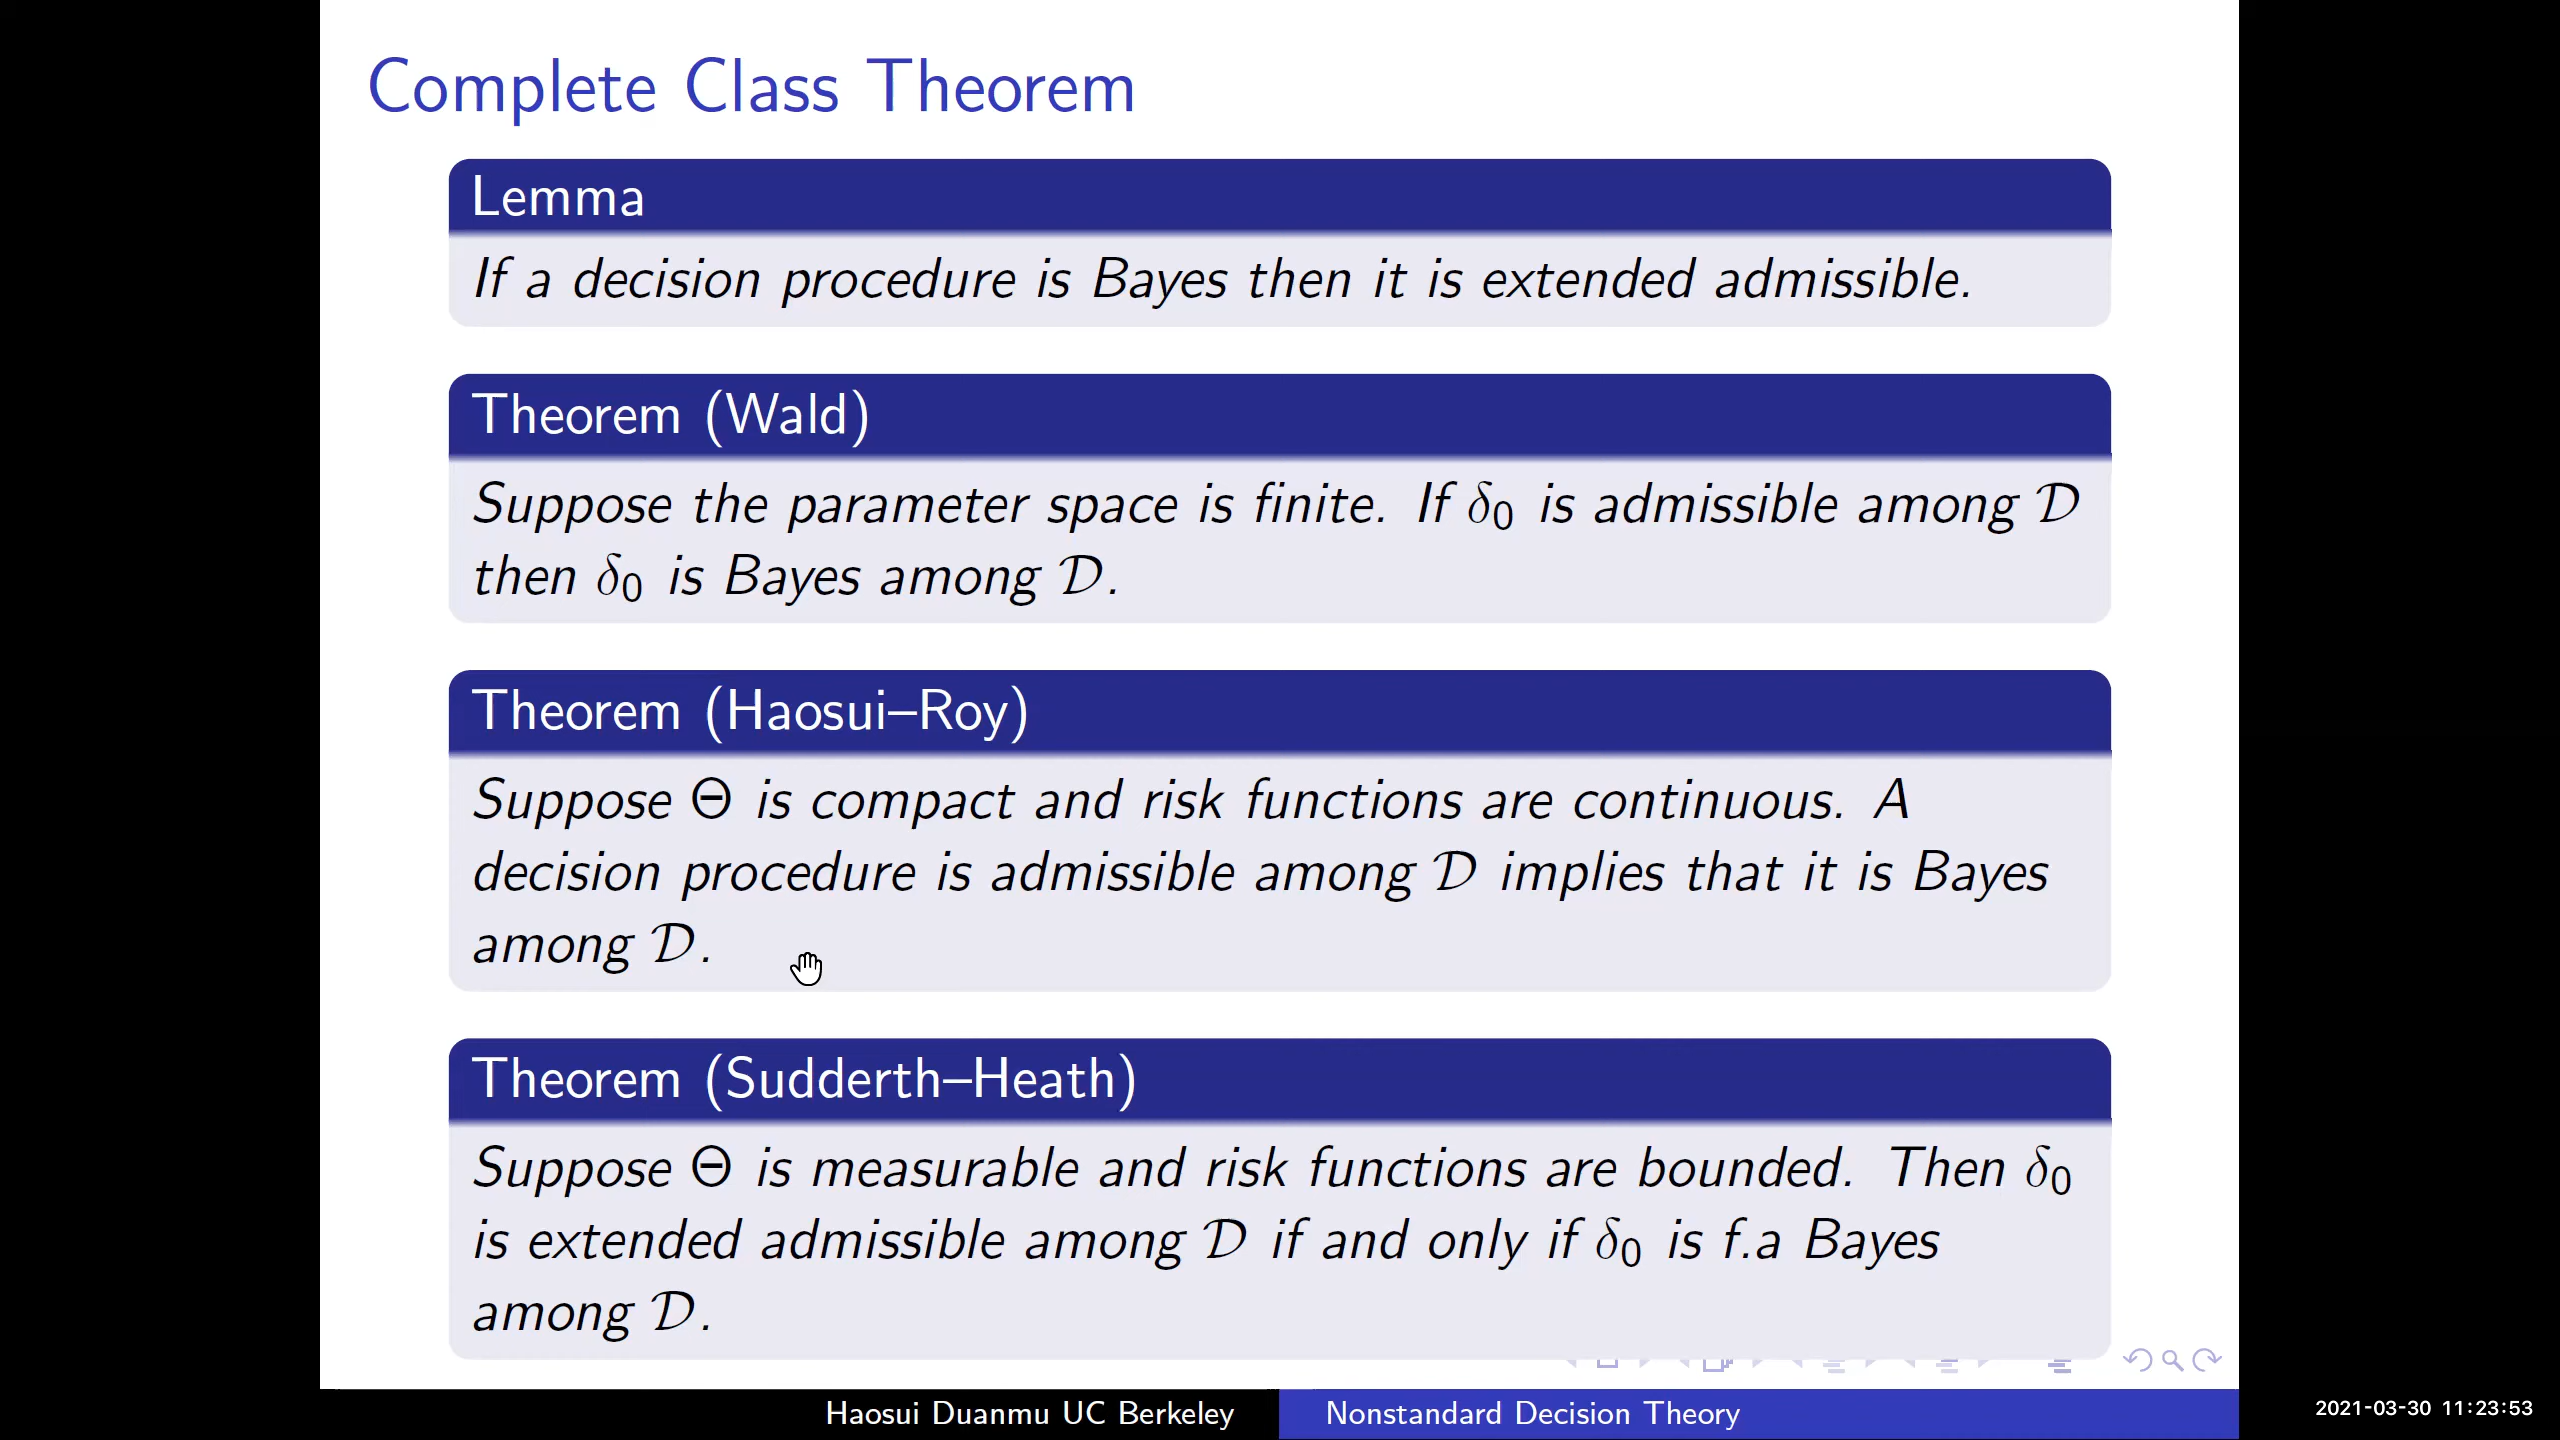 Complete Class Theorem
Lemma
If a decision procedure is Bayes then it is extended admissible.
Theorem (Wald)
Suppose the parameter space is finite. If δ₀ is admissible among 𝒟
then δ₀ is Bayes among 𝒟.
Theorem (Haosui–Roy)
Suppose Θ is compact and risk functions are continuous. A
decision procedure is admissible among 𝒟 implies that it is Bayes
among 𝒟.
Theorem (Sudderth–Heath)
Suppose Θ is measurable and risk functions are bounded. Then δ₀
is extended admissible among 𝒟 if and only if δ₀ is f.a Bayes
among 𝒟.
Haosui Duanmu UC Berkeley
Nonstandard Decision Theory
2021-03-30 11:23:53